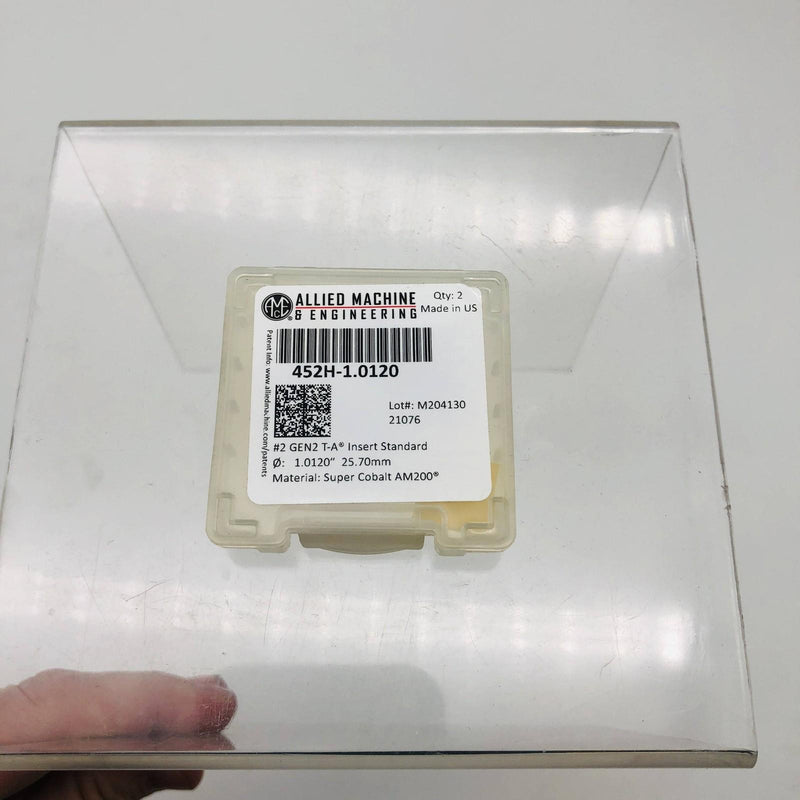 AMEC ALLIED MACHINE
& ENGINEERING
Qty: 2
Made in US
452H-1.0120
Lot#: M204130
21076
#2 GEN2 T-A® Insert Standard
Ø: 1.0120" 25.70mm
Material: Super Cobalt AM200®
Patent info: www.alliedmachine.com/patents